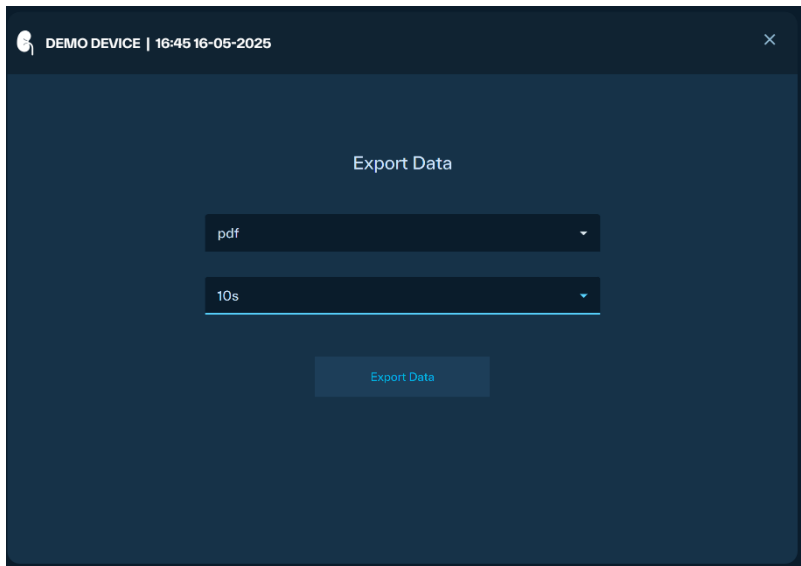 DEMO DEVICE | 16:45 16-05-2025
Export Data
pdf
10s
Export Data